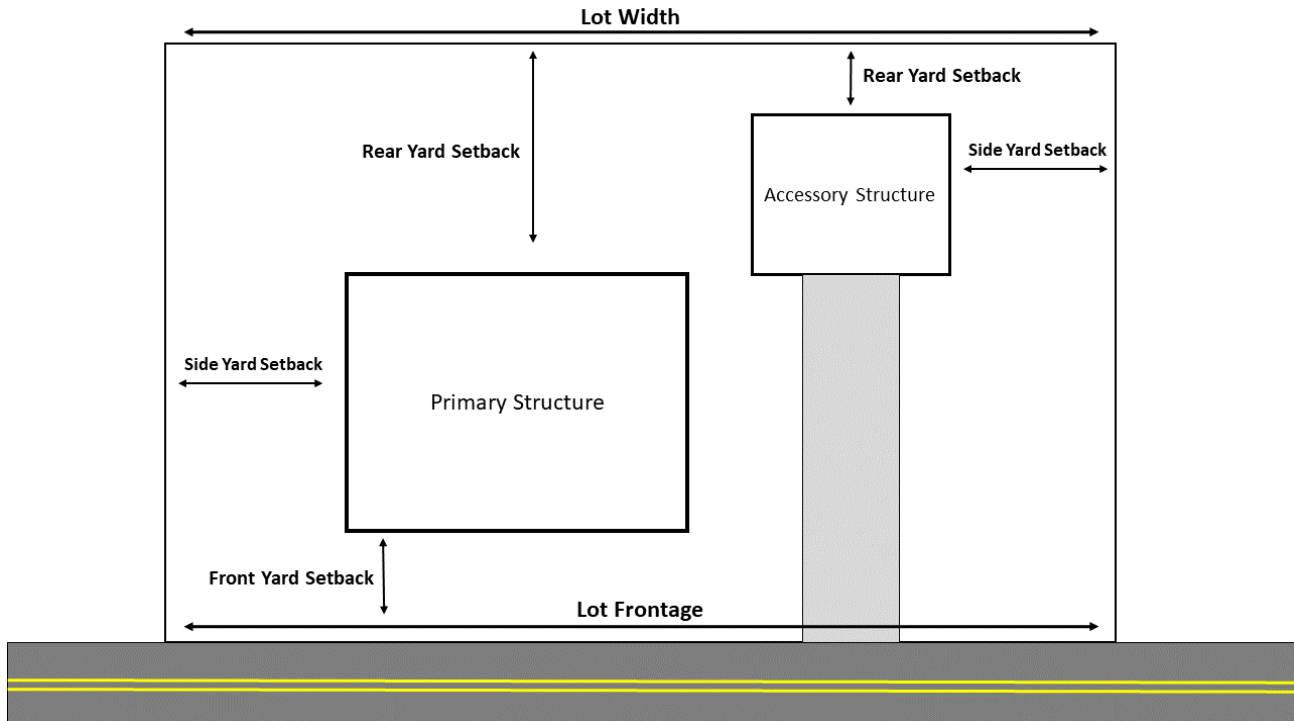 Lot Width
Rear Yard Setback
Rear Yard Setback
Side Yard Setback
Accessory Structure
Side Yard Setback
Primary Structure
Front Yard Setback
Lot Frontage